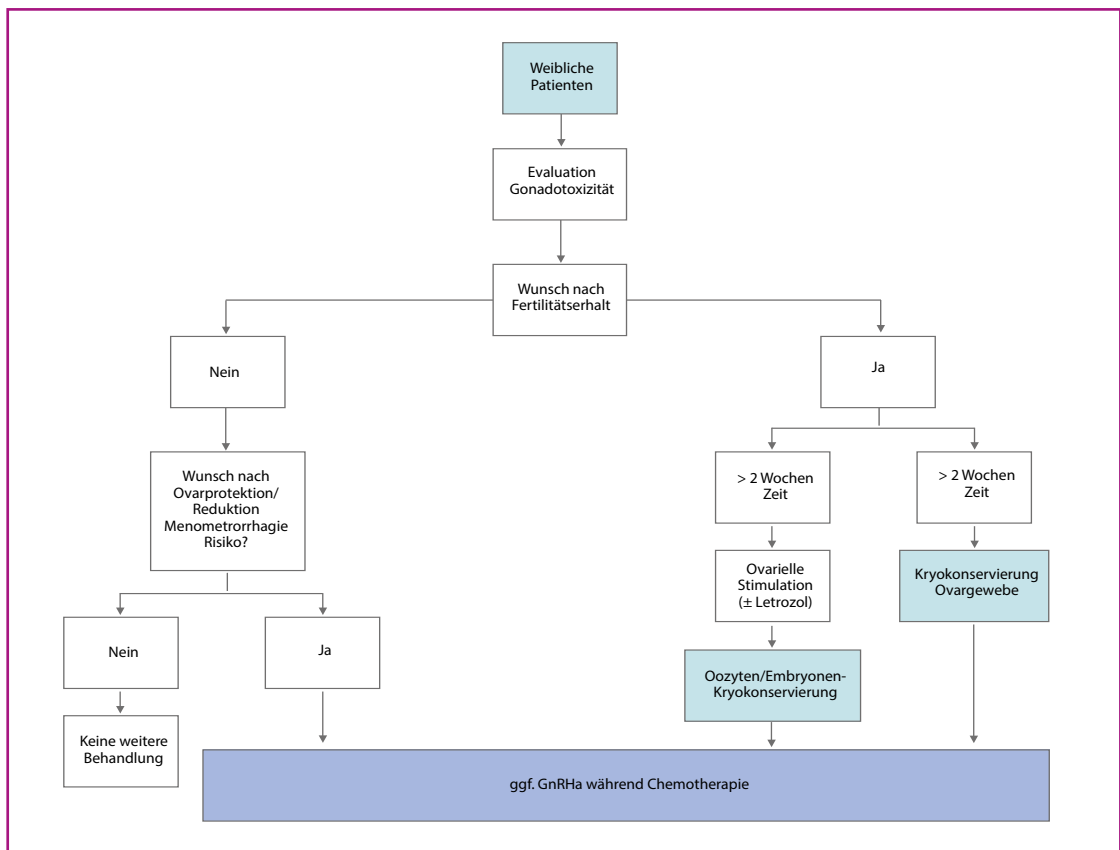 Weibliche
Patienten
Evaluation
Gonadotoxizität
Wunsch nach
Fertilitätserhalt
Nein
Ja
Wunsch nach
Ovarprotektion/
Reduktion
Menometrorrhagie
Risiko?
> 2 Wochen
Zeit
> 2 Wochen
Zeit
Ovarielle
Stimulation
(± Letrozol)
Kryokonservierung
Ovargewebe
Nein
Ja
Oozyten/Embryonen-
Kryokonservierung
Keine weitere
Behandlung
ggf. GnRHa während Chemotherapie